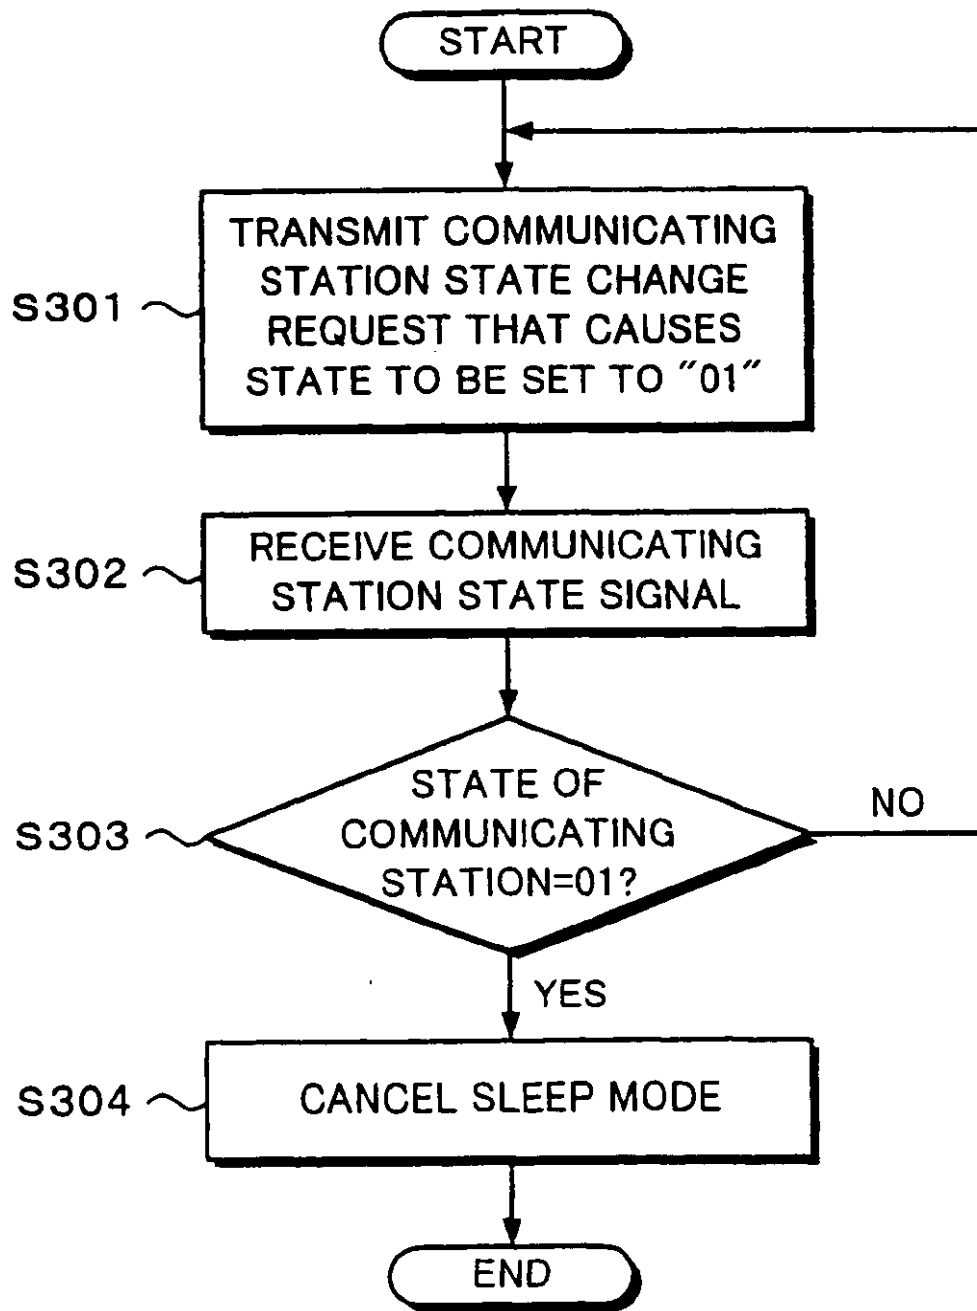 START
S301
TRANSMIT COMMUNICATING
STATION STATE CHANGE
REQUEST THAT CAUSES
STATE TO BE SET TO "01"
S302
RECEIVE COMMUNICATING
STATION STATE SIGNAL
S303
STATE OF
COMMUNICATING
STATION=01?
NO
YES
S304
CANCEL SLEEP MODE
END